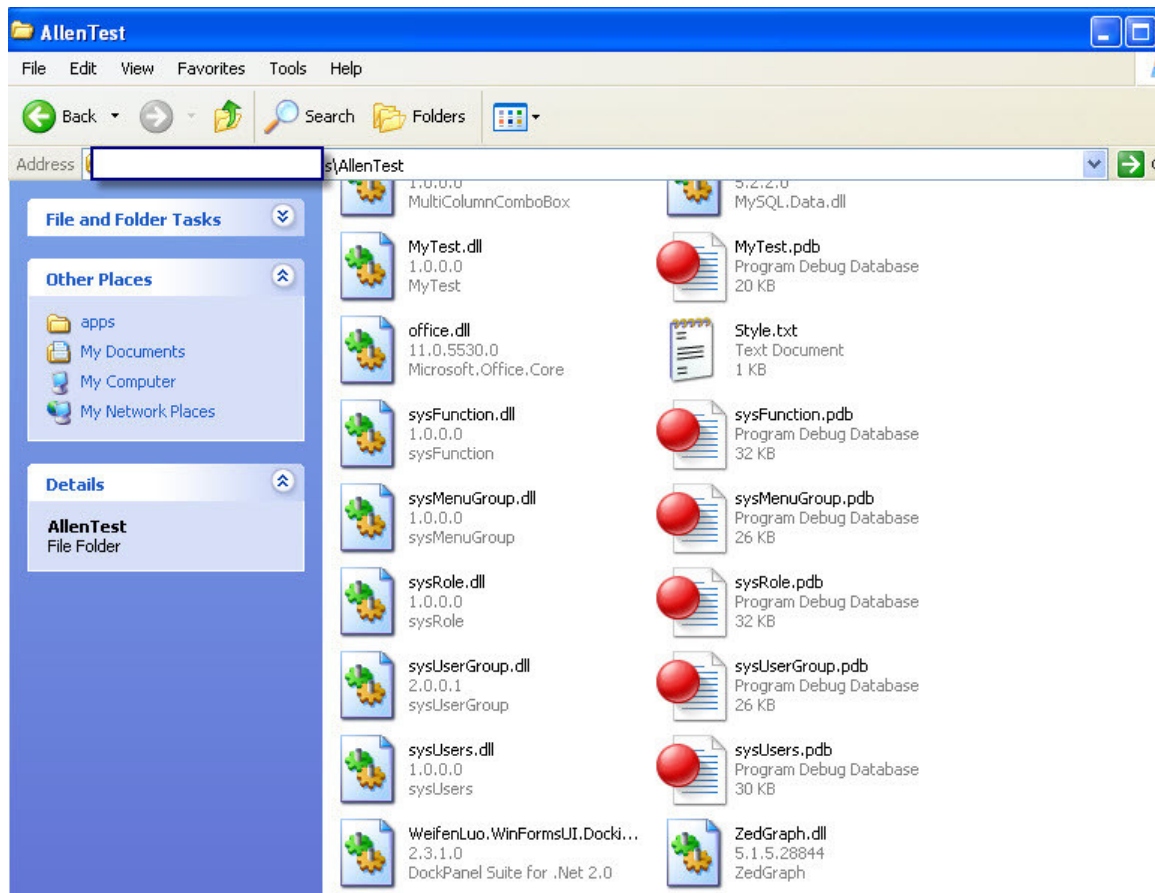 AllenTest
File Edit View Favorites Tools Help
Back Search Folders
Address s\AllenTest
File and Folder Tasks
Other Places
apps
My Documents
My Computer
My Network Places
Details
AllenTest
File Folder
1.0.0.0
MultiColumnComboBox
5.2.2.0
MySQL.Data.dll
MyTest.dll
1.0.0.0
MyTest
MyTest.pdb
Program Debug Database
20 KB
office.dll
11.0.5530.0
Microsoft.Office.Core
Style.txt
Text Document
1 KB
sysFunction.dll
1.0.0.0
sysFunction
sysFunction.pdb
Program Debug Database
32 KB
sysMenuGroup.dll
1.0.0.0
sysMenuGroup
sysMenuGroup.pdb
Program Debug Database
26 KB
sysRole.dll
1.0.0.0
sysRole
sysRole.pdb
Program Debug Database
32 KB
sysUserGroup.dll
2.0.0.1
sysUserGroup
sysUserGroup.pdb
Program Debug Database
26 KB
sysUsers.dll
1.0.0.0
sysUsers
sysUsers.pdb
Program Debug Database
30 KB
WeifenLuo.WinFormsUI.Docki...
2.3.1.0
DockPanel Suite for .Net 2.0
ZedGraph.dll
5.1.5.28844
ZedGraph